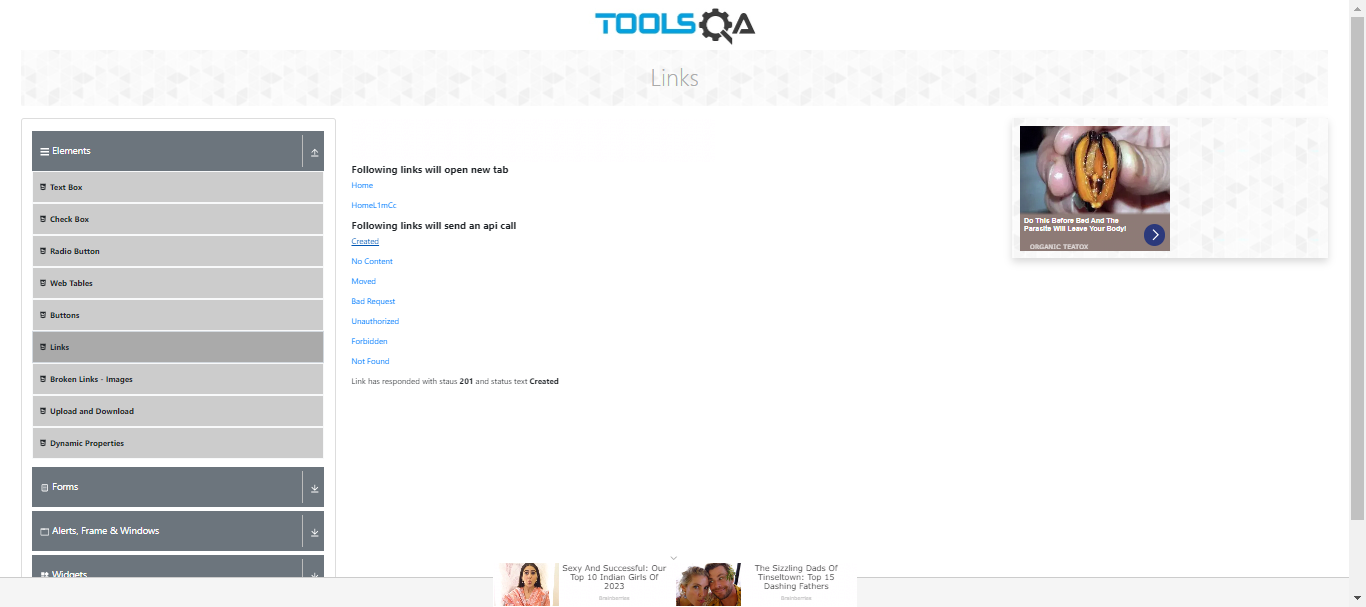 TOOLSQA
Links
Elements
Text Box
Check Box
Radio Button
Web Tables
Buttons
Links
Broken Links - Images
Upload and Download
Dynamic Properties
Forms
Alerts, Frame & Windows
Widgets
Following links will open new tab
Home
HomeL1mCc
Following links will send an api call
Created
No Content
Moved
Bad Request
Unauthorized
Forbidden
Not Found
Link has responded with staus 201 and status text Created
Do This Before Bed And The
Parasite Will Leave Your Body!
ORGANIC TEATOX
Sexy And Successful: Our
Top 10 Indian Girls Of
2023
Brainberries
The Sizzling Dads Of
Tinseltown: Top 15
Dashing Fathers
Brainberries